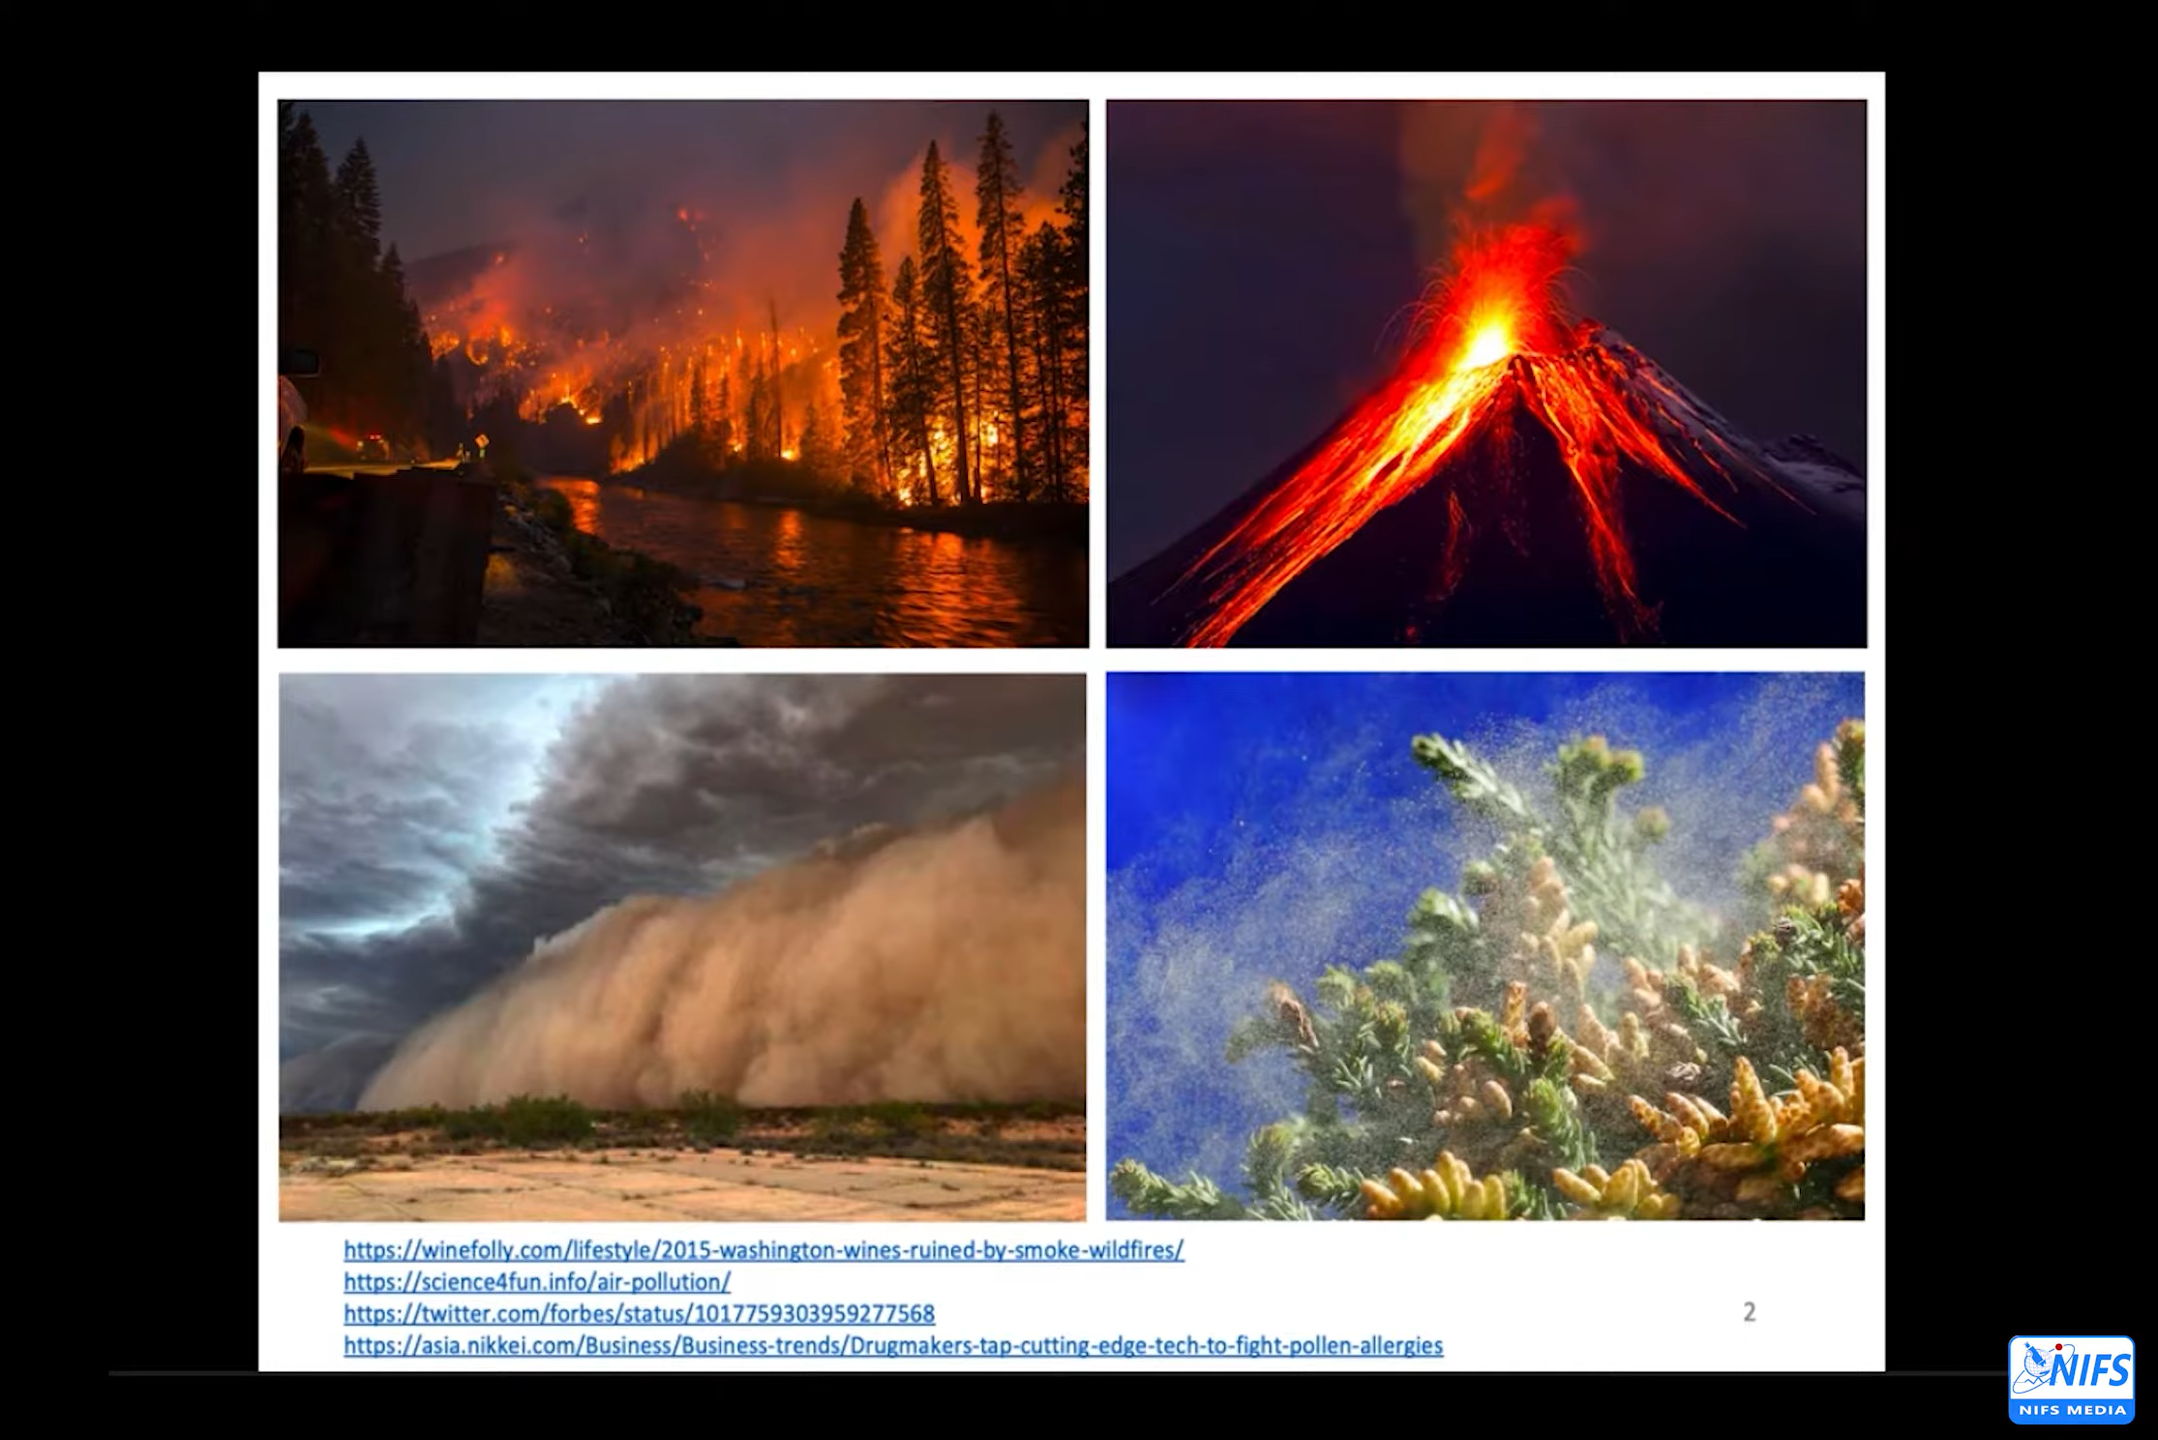 https://winefolly.com/lifestyle/2015-washington-wines-ruined-by-smoke-wildfires/
https://science4fun.info/air-pollution/
https://twitter.com/forbes/status/1017759303959277568
https://asia.nikkei.com/Business/Business-trends/Drugmakers-tap-cutting-edge-tech-to-fight-pollen-allergies
2
NIFS
NIFS MEDIA